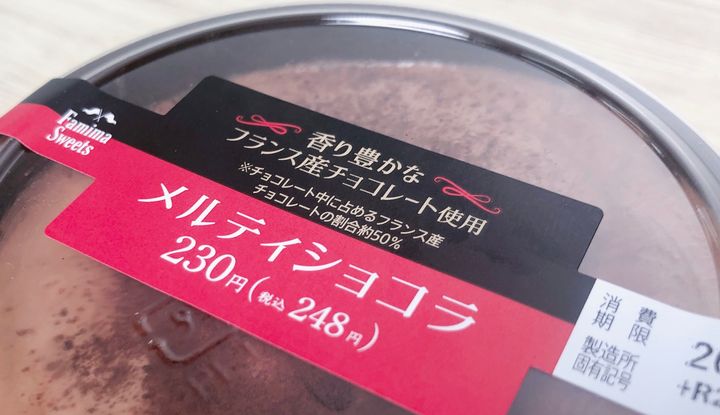 Famima
Sweets
香り豊かな
フランス産チョコレート使用
※チョコレート中に占めるフランス産
チョコレートの割合約50%
メルティショコラ
230円(税込 248円)
消費
期限
製造所
固有記号
20
+R